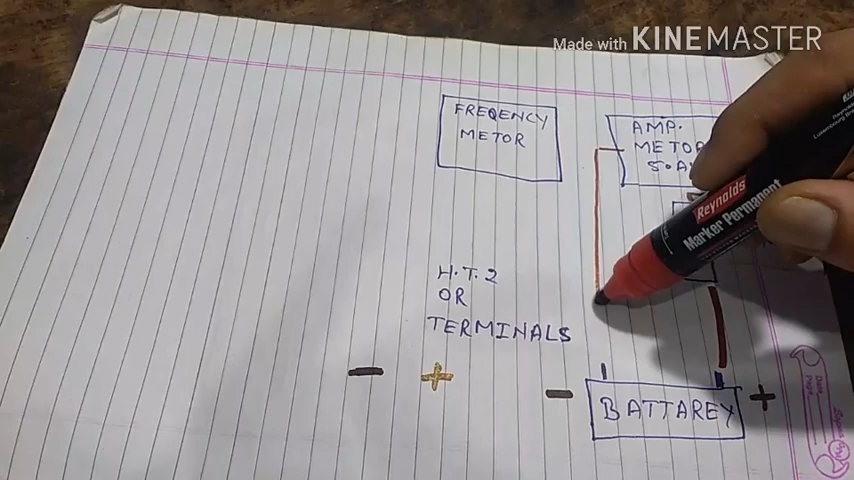 Made with KINEMASTER
FREQENCY
METOR
AMP.
METOR
H.T.2
OR
TERMINALS
- +
- BATTAREY +
Reynolds
Marker Permanent